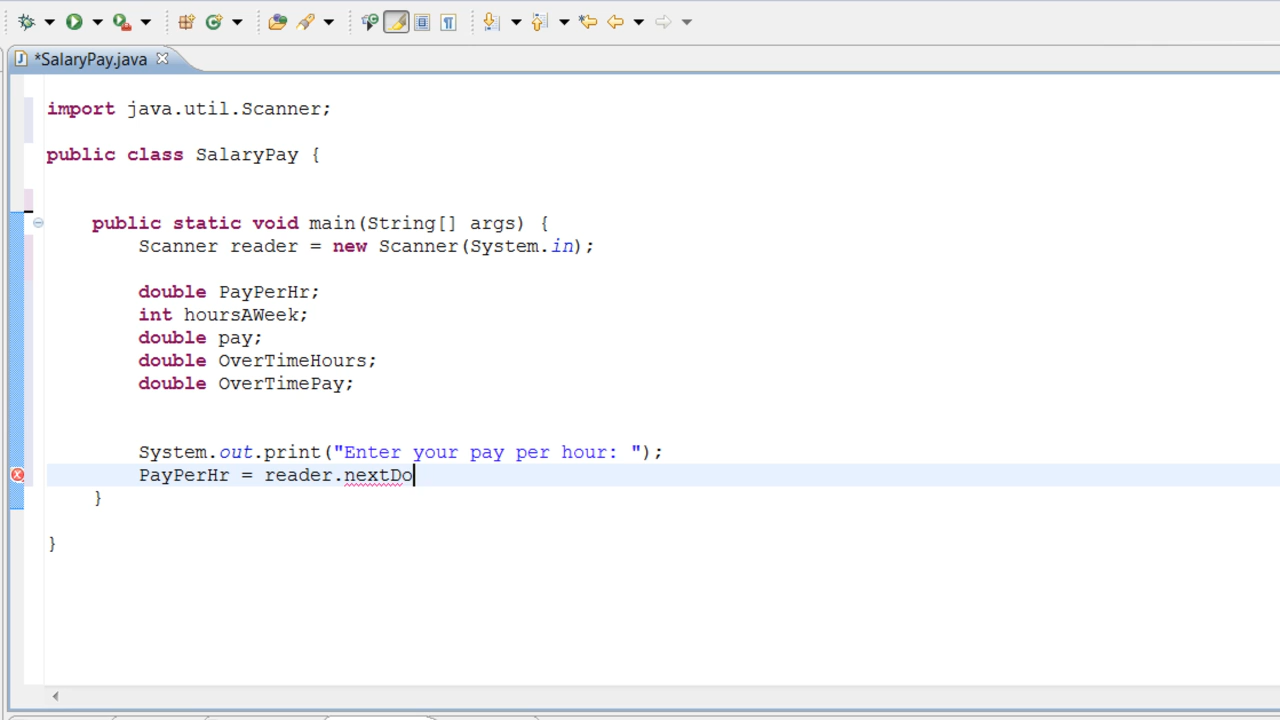 *SalaryPay.java
import java.util.Scanner;
public class SalaryPay {
public static void main(String[] args) {
Scanner reader = new Scanner(System.in);
double PayPerHr;
int hoursAWeek;
double pay;
double OverTimeHours;
double OverTimePay;
System.out.print("Enter your pay per hour: ");
PayPerHr = reader.nextDo
}
}